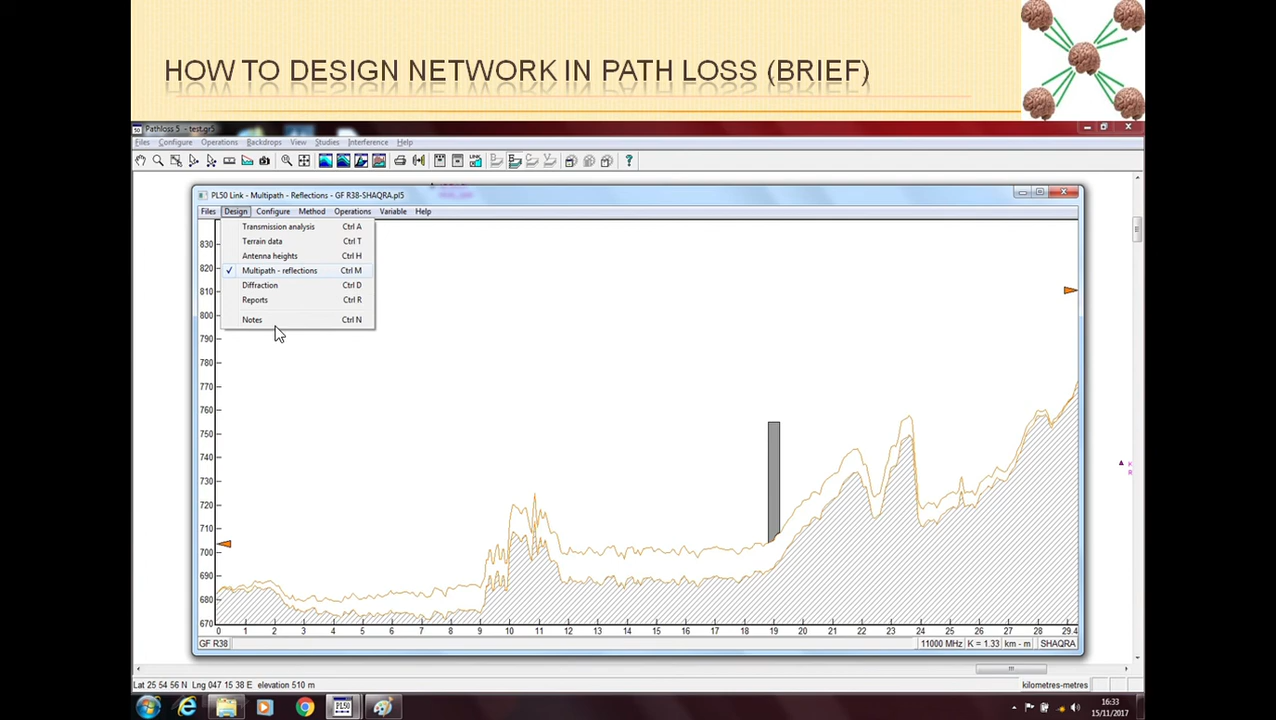 HOW TO DESIGN NETWORK IN PATH LOSS (BRIEF)
50 Pathloss 5 - test.gr5
Files Configure Operations Backdrops View Studies Interference Help
PL50 Link - Multipath - Reflections - GF R38-SHAQRA.pl5
Files Design Configure Method Operations Variable Help
Transmission analysis Ctrl A
Terrain data Ctrl T
Antenna heights Ctrl H
Multipath - reflections Ctrl M
Diffraction Ctrl D
Reports Ctrl R
Notes Ctrl N
830
820
810
800
790
780
770
760
750
740
730
720
710
700
690
680
670
0 1 2 3 4 5 6 7 8 9 10 11 12 13 14 15 16 17 18 19 20 21 22 23 24 25 26 27 28 29.4
GF R38 11000 MHz K = 1.33 km - m SHAQRA
K
R
Lat 25 54 56 N Lng 047 15 38 E elevation 510 m kilometres-metres
PL50
16:33
15/11/2017